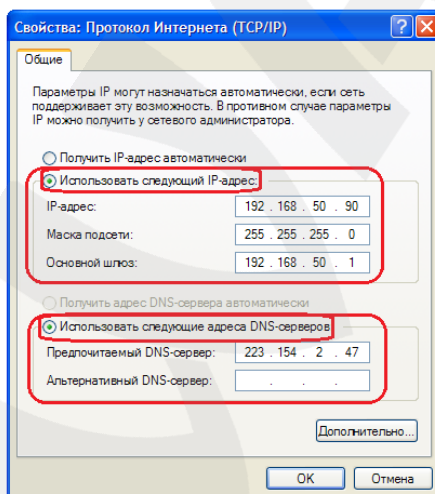 Свойства: Протокол Интернета (TCP/IP)
Общие
Параметры IP могут назначаться автоматически, если сеть
поддерживает эту возможность. В противном случае параметры
IP можно получить у сетевого администратора.
Получить IP-адрес автоматически
Использовать следующий IP-адрес:
IP-адрес: 192 . 168 . 50 . 90
Маска подсети: 255 . 255 . 255 . 0
Основной шлюз: 192 . 168 . 50 . 1
Получить адрес DNS-сервера автоматически
Использовать следующие адреса DNS-серверов
Предпочитаемый DNS-сервер: 223 . 154 . 2 . 47
Альтернативный DNS-сервер: . . .
Дополнительно...
OK Отмена